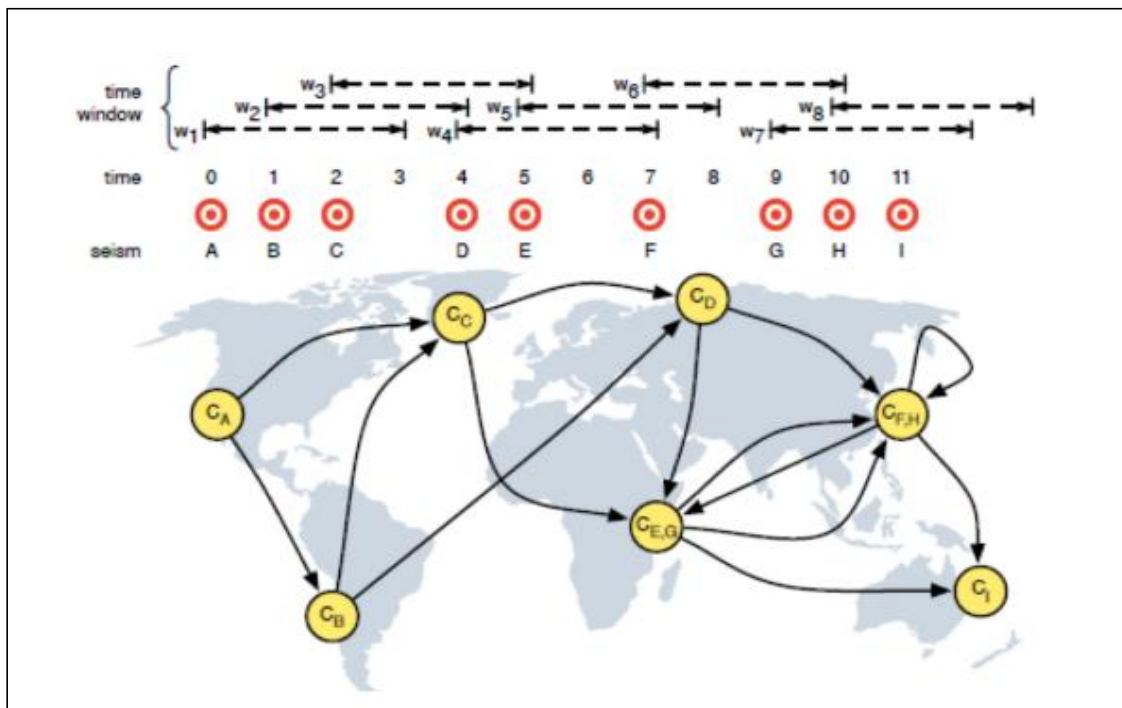 w3 w6
time w2 w5 w8
window w1 w4 w7
time 0 1 2 3 4 5 6 7 8 9 10 11
seism A B C D E F G H I
CD
CC
CA CF,H
CE,G
CI
CB